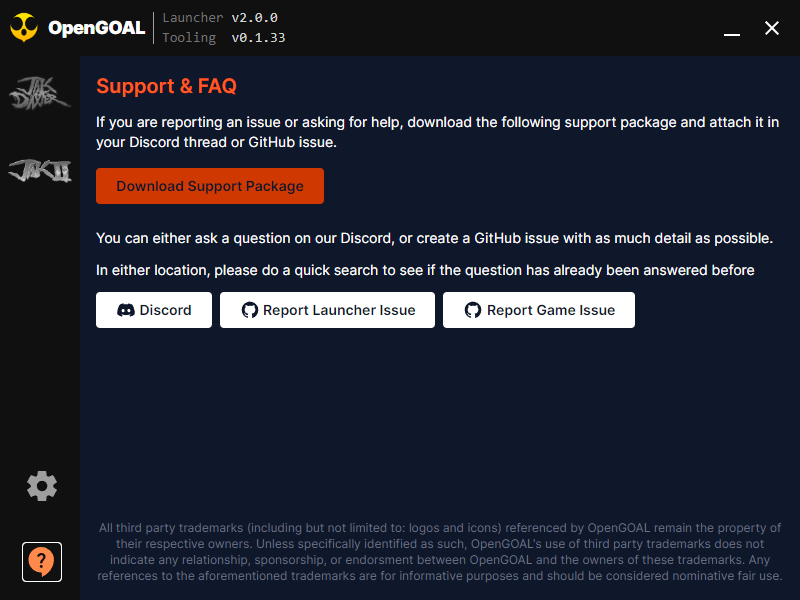 OpenGOAL
Launcher v2.0.0
Tooling v0.1.33
JAK
DAXTER
JAK II
Support & FAQ
If you are reporting an issue or asking for help, download the following support package and attach it in
your Discord thread or GitHub issue.
Download Support Package
You can either ask a question on our Discord, or create a GitHub issue with as much detail as possible.
In either location, please do a quick search to see if the question has already been answered before
Discord
Report Launcher Issue
Report Game Issue
?
All third party trademarks (including but not limited to: logos and icons) referenced by OpenGOAL remain the property of
their respective owners. Unless specifically identified as such, OpenGOAL's use of third party trademarks does not
indicate any relationship, sponsorship, or endorsment between OpenGOAL and the owners of these trademarks. Any
references to the aforementioned trademarks are for informative purposes and should be considered nominative fair use.